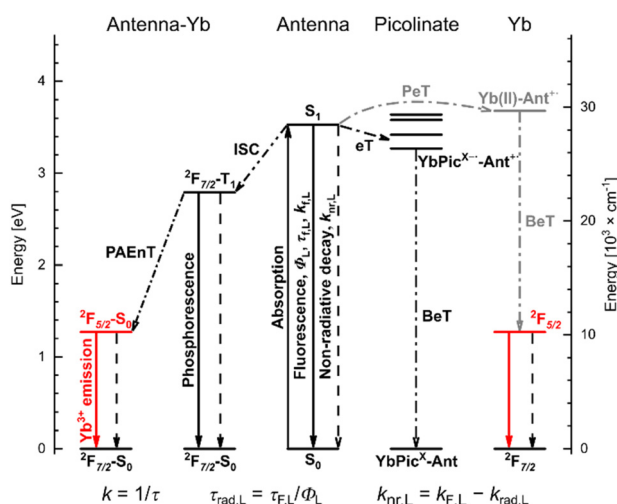 Antenna-Yb Antenna Picolinate Yb
Energy [eV]
4
3
2
1
0
Energy [10³ × cm⁻¹]
30
20
10
0
PeT
Yb(II)-Ant⁺·
S₁
ISC
eT
YbPicˣ⁻·-Ant⁺·
²F₇/₂-T₁
PAEnT
BeT
²F₅/₂-S₀
²F₅/₂
Yb³⁺ emission
Phosphorescence
Absorption
Fluorescence, Φ_L, τ_f,L, k_f,L
Non-radiative decay, k_nr,L
BeT
²F₇/₂-S₀ ²F₇/₂-S₀ S₀ YbPicˣ-Ant ²F₇/₂
k = 1/τ τ_rad,L = τ_F,L/Φ_L k_nr,L = k_F,L − k_rad,L